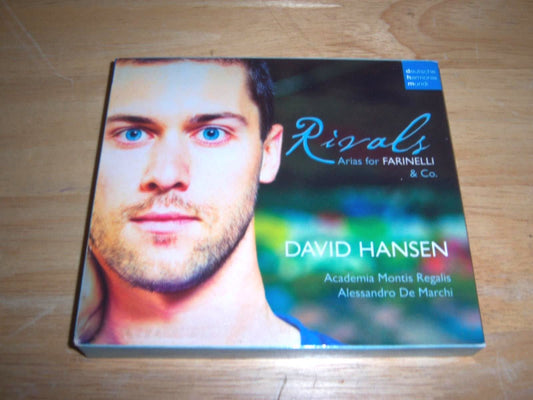 deutsche
harmonia
mundi
Rivals
Arias for FARINELLI
& Co.
DAVID HANSEN
Academia Montis Regalis
Alessandro De Marchi